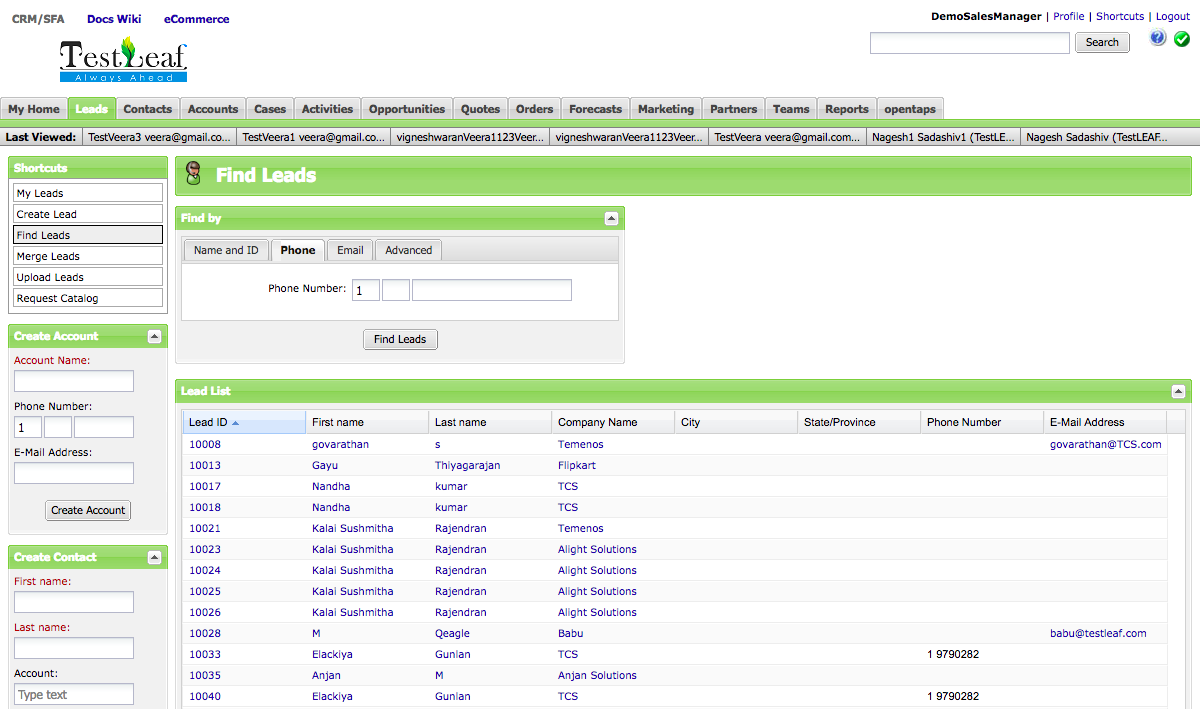 CRM/SFA Docs Wiki eCommerce
DemoSalesManager | Profile | Shortcuts | Logout
Search
TestLeaf
Always Ahead
My Home Leads Contacts Accounts Cases Activities Opportunities Quotes Orders Forecasts Marketing Partners Teams Reports opentaps
Last Viewed: TestVeera3 veera@gmail.co... TestVeera1 veera@gmail.co... vigneshwaranVeera1123Veer... vigneshwaranVeera1123Veer... TestVeera veera@gmail.com... Nagesh1 Sadashiv1 (TestLE... Nagesh Sadashiv (TestLEAF...
Shortcuts
My Leads
Create Lead
Find Leads
Merge Leads
Upload Leads
Request Catalog
Create Account
Account Name:
Phone Number:
1
E-Mail Address:
Create Account
Create Contact
First name:
Last name:
Account:
Type text
Find Leads
Find by
Name and ID Phone Email Advanced
Phone Number: 1
Find Leads
Lead List
Lead ID First name Last name Company Name City State/Province Phone Number E-Mail Address
10008 govarathan s Temenos govarathan@TCS.com
10013 Gayu Thiyagarajan Flipkart
10017 Nandha kumar TCS
10018 Nandha kumar TCS
10021 Kalai Sushmitha Rajendran Temenos
10023 Kalai Sushmitha Rajendran Alight Solutions
10024 Kalai Sushmitha Rajendran Alight Solutions
10025 Kalai Sushmitha Rajendran Alight Solutions
10026 Kalai Sushmitha Rajendran Alight Solutions
10028 M Qeagle Babu babu@testleaf.com
10033 Elackiya Gunlan TCS 1 9790282
10035 Anjan M Anjan Solutions
10040 Elackiya Gunlan TCS 1 9790282